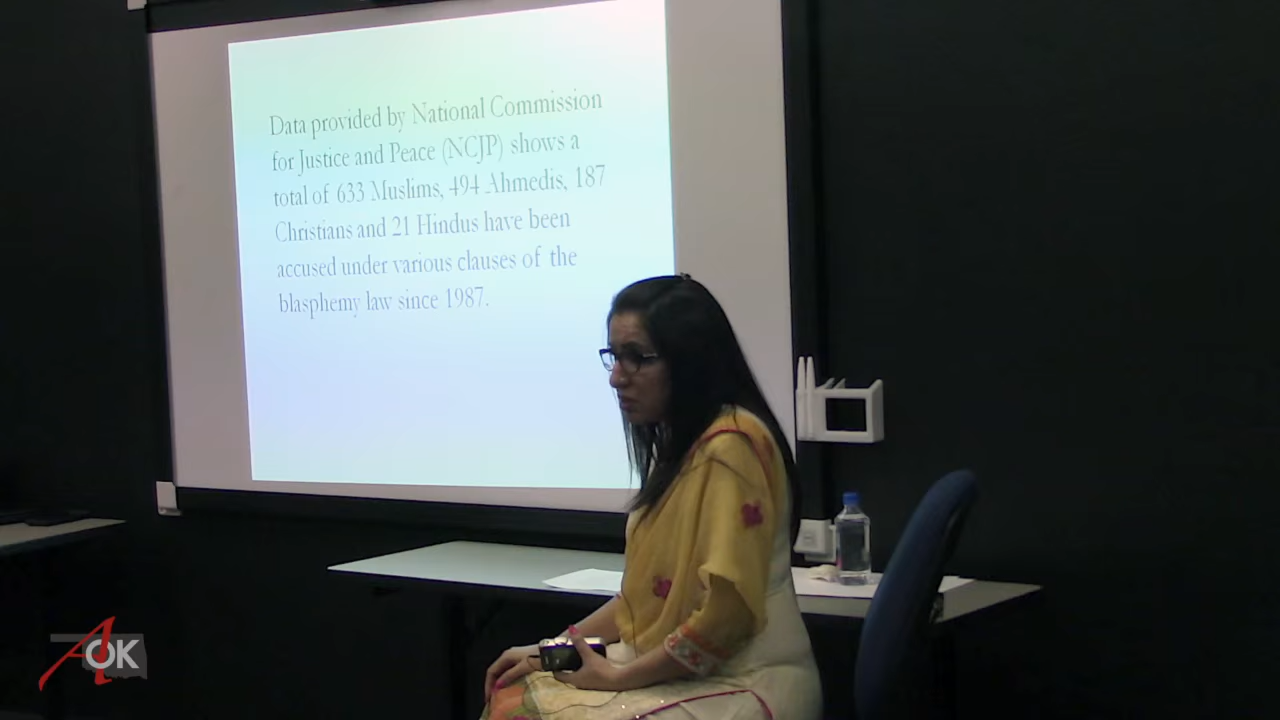 Data provided by National Commission
for Justice and Peace (NCJP) shows a
total of 633 Muslims, 494 Ahmedis, 187
Christians and 21 Hindus have been
accused under various clauses of the
blasphemy law since 1987.
AOK